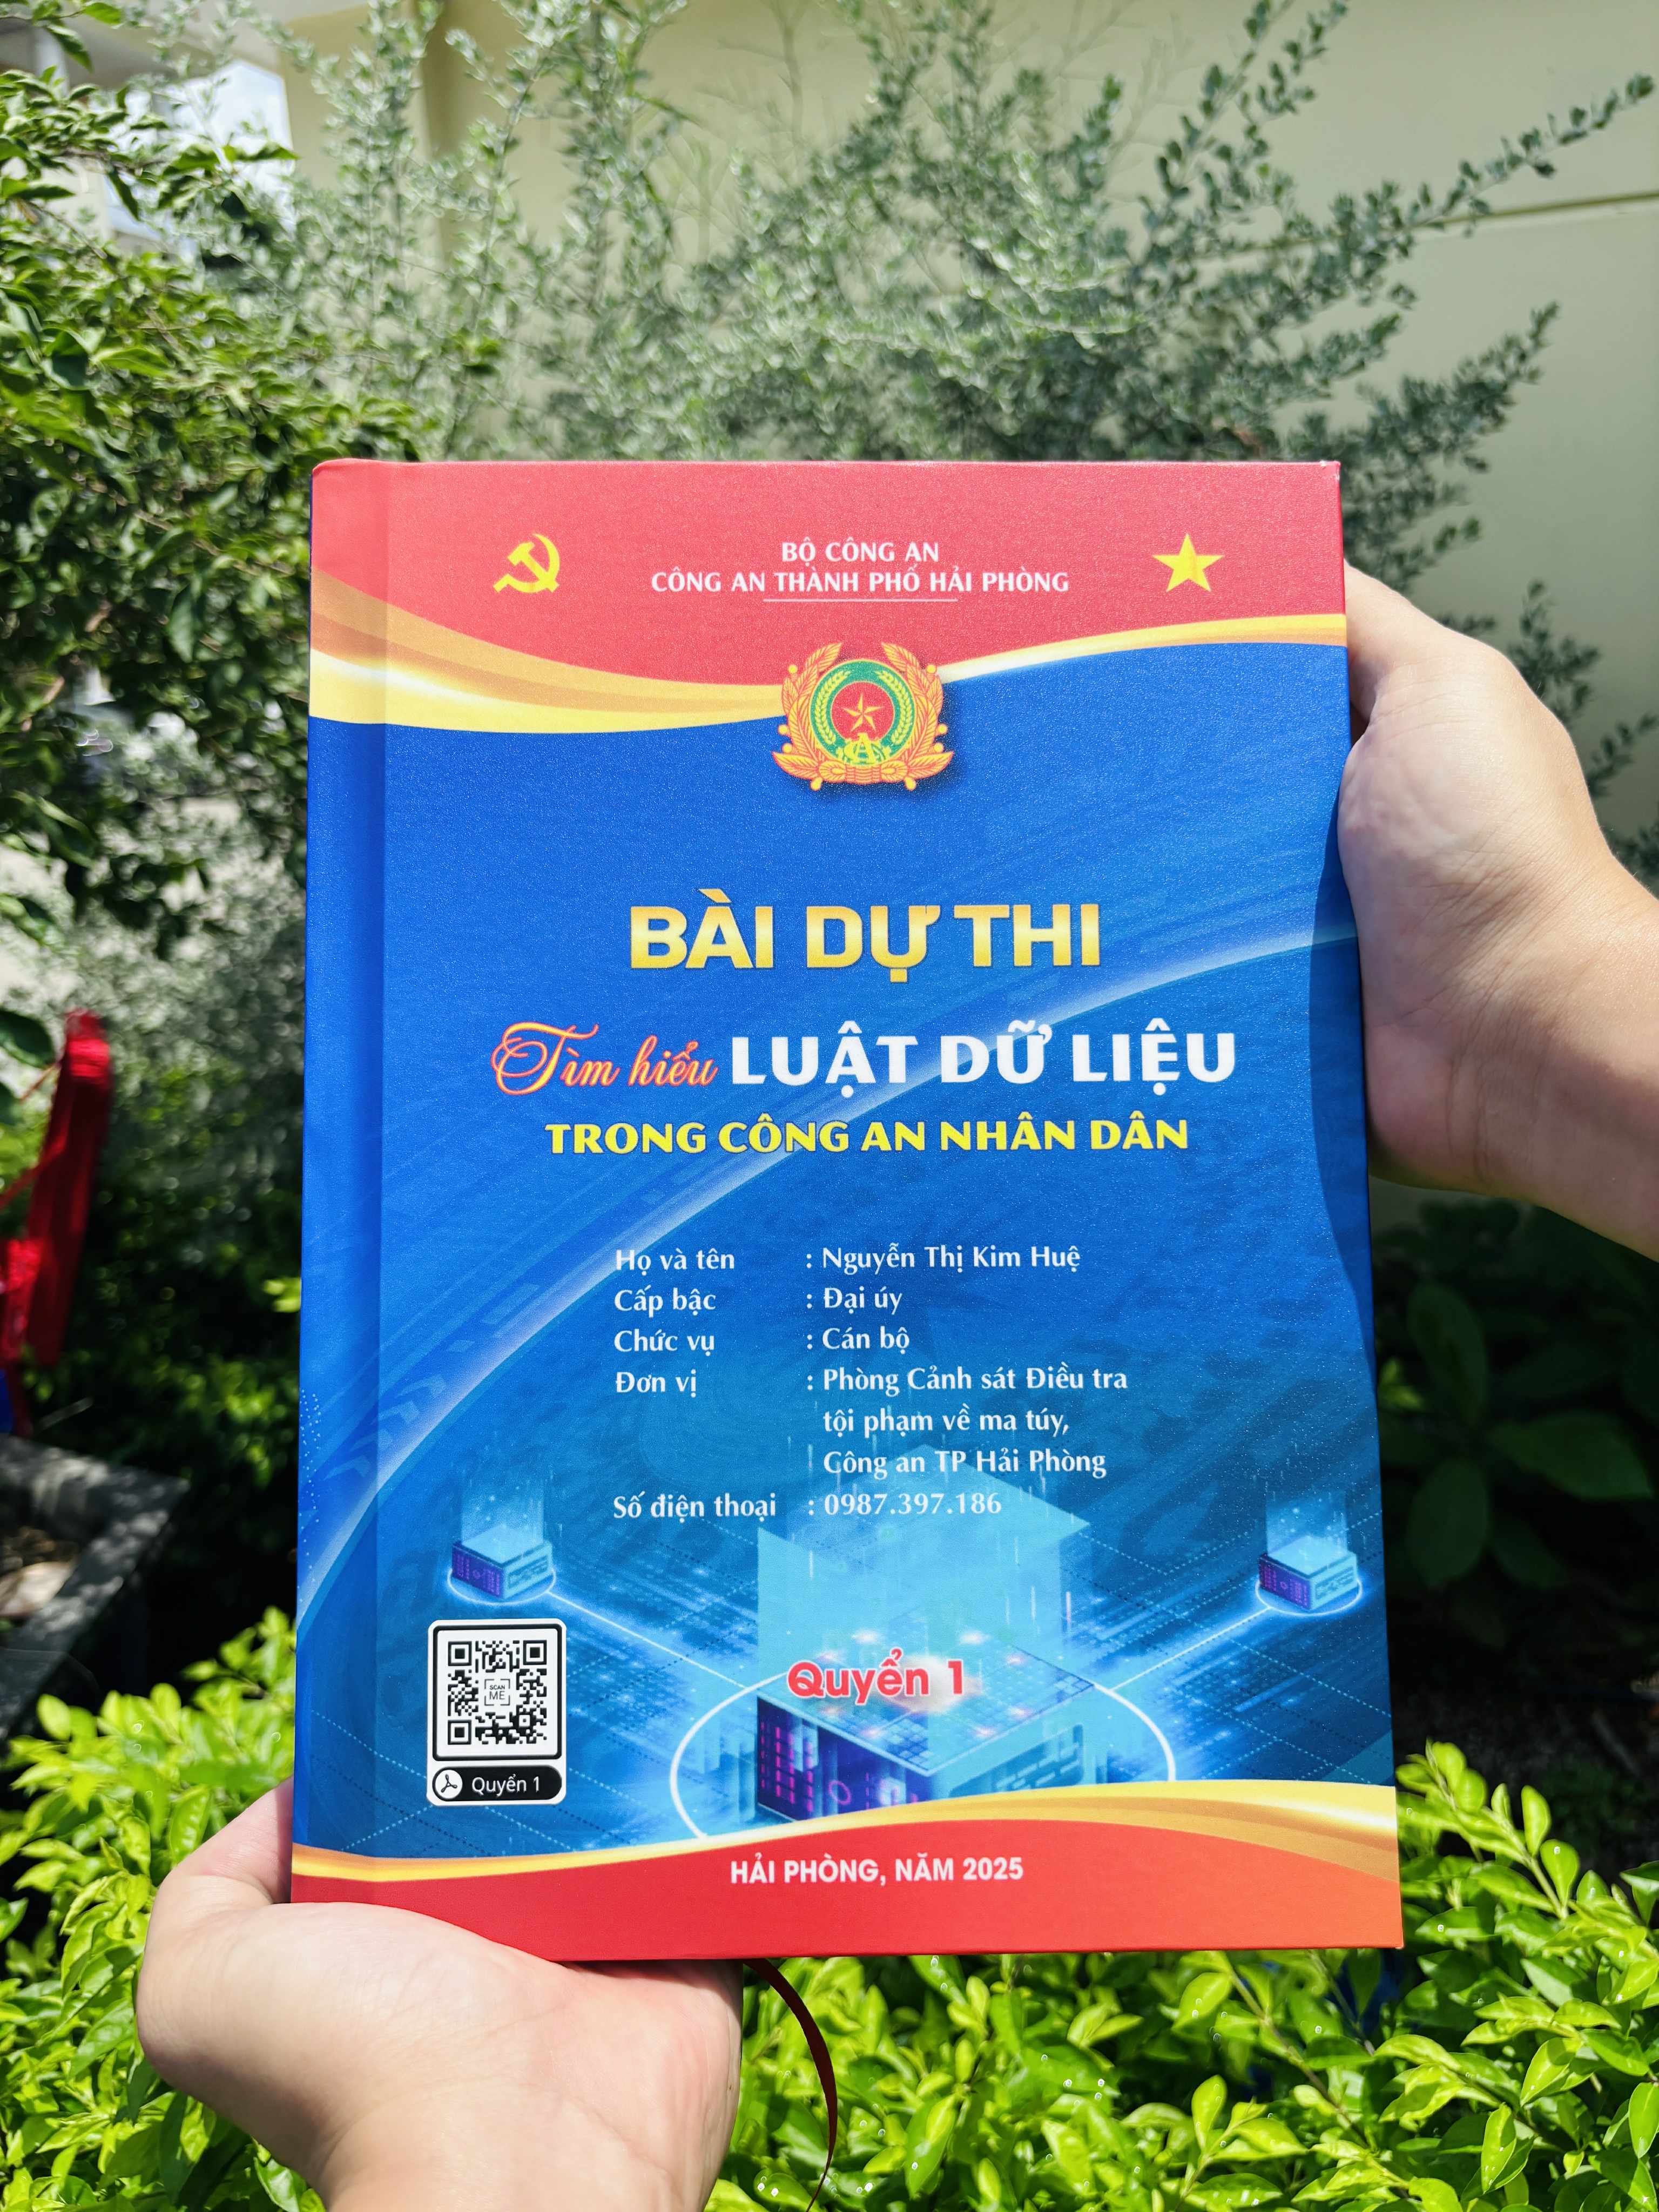 BỘ CÔNG AN
CÔNG AN THÀNH PHỐ HẢI PHÒNG
BÀI DỰ THI
Tìm hiểu LUẬT DỮ LIỆU
TRONG CÔNG AN NHÂN DÂN
Họ và tên : Nguyễn Thị Kim Huệ
Cấp bậc : Đại úy
Chức vụ : Cán bộ
Đơn vị : Phòng Cảnh sát Điều tra
tội phạm về ma túy,
Công an TP Hải Phòng
Số điện thoại : 0987.397.186
Quyển 1
SCAN
ME
Quyển 1
HẢI PHÒNG, NĂM 2025